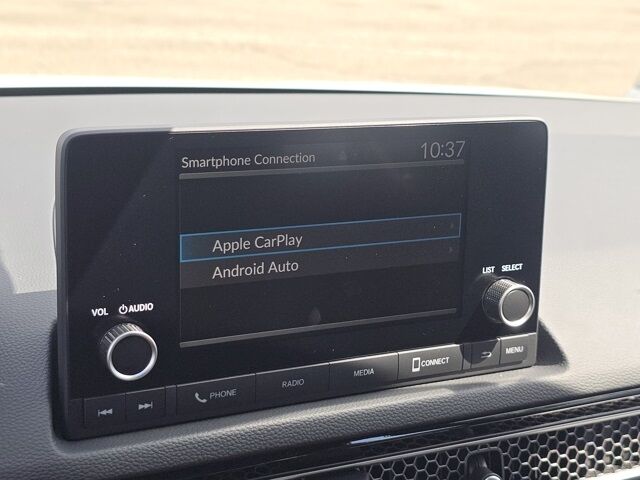 Smartphone Connection 10:37
Apple CarPlay
Android Auto
LIST SELECT
VOL AUDIO
PHONE
RADIO
MEDIA
CONNECT
MENU